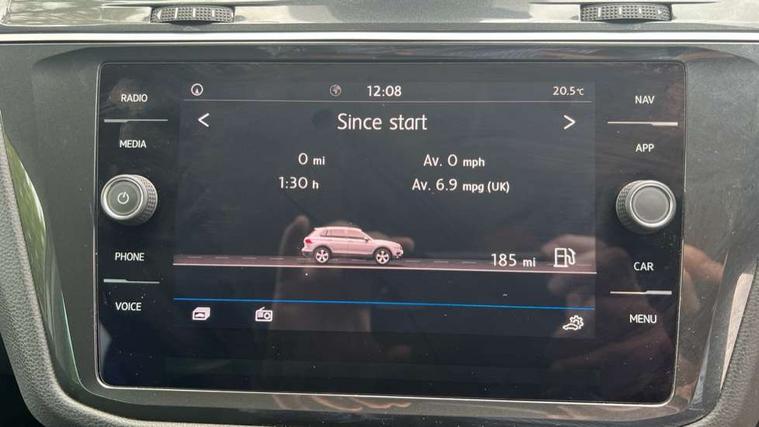 RADIO
MEDIA
PHONE
VOICE
12:08
20.5°C
< Since start >
0 mi
Av. 0 mph
1:30 h
Av. 6.9 mpg (UK)
185 mi
NAV
APP
CAR
MENU